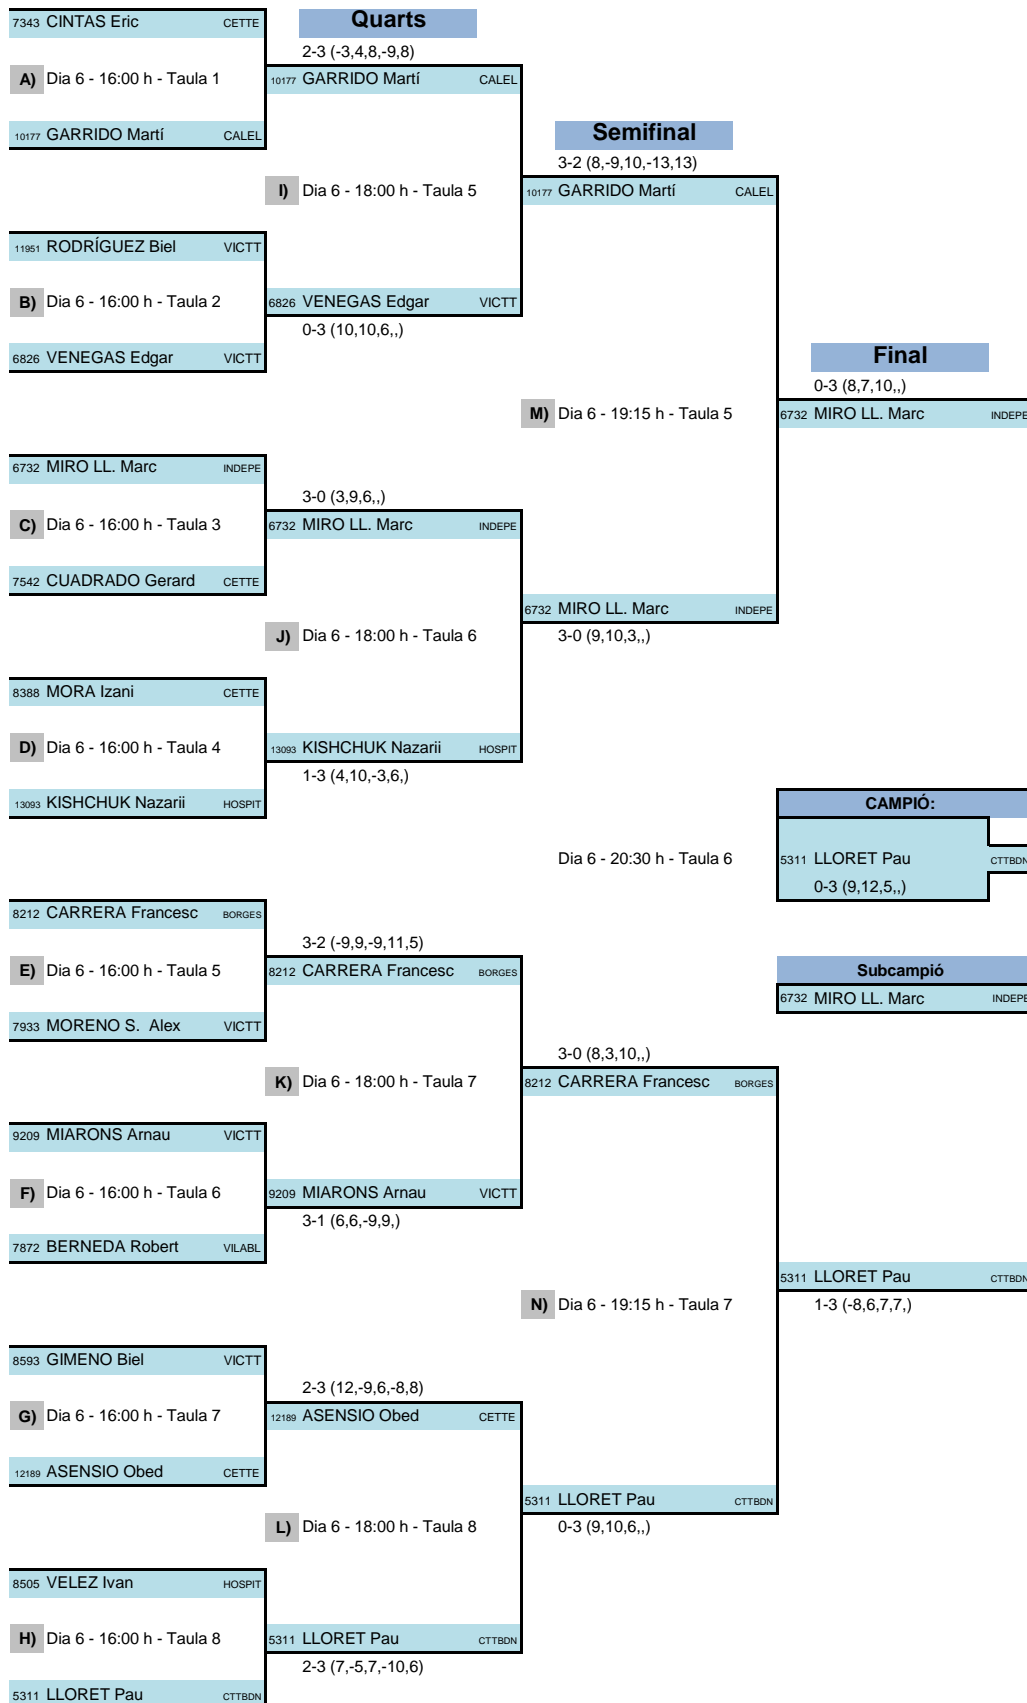 7343 CINTAS Eric CETTE
Quarts
2-3 (-3,4,8,-9,8)
A) Dia 6 - 16:00 h - Taula 1
10177 GARRIDO Martí CALEL
10177 GARRIDO Martí CALEL
Semifinal
3-2 (8,-9,10,-13,13)
I) Dia 6 - 18:00 h - Taula 5
10177 GARRIDO Martí CALEL
11951 RODRÍGUEZ Biel VICTT
B) Dia 6 - 16:00 h - Taula 2
6826 VENEGAS Edgar VICTT
0-3 (10,10,6,,)
6826 VENEGAS Edgar VICTT
Final
0-3 (8,7,10,,)
M) Dia 6 - 19:15 h - Taula 5
6732 MIRO LL. Marc INDEPE
6732 MIRO LL. Marc INDEPE
3-0 (3,9,6,,)
C) Dia 6 - 16:00 h - Taula 3
6732 MIRO LL. Marc INDEPE
7542 CUADRADO Gerard CETTE
6732 MIRO LL. Marc INDEPE
J) Dia 6 - 18:00 h - Taula 6
3-0 (9,10,3,,)
8388 MORA Izani CETTE
D) Dia 6 - 16:00 h - Taula 4
13093 KISHCHUK Nazarii HOSPIT
1-3 (4,10,-3,6,)
13093 KISHCHUK Nazarii HOSPIT
CAMPIÓ:
Dia 6 - 20:30 h - Taula 6
5311 LLORET Pau CTTBDN
0-3 (9,12,5,,)
8212 CARRERA Francesc BORGES
3-2 (-9,9,-9,11,5)
E) Dia 6 - 16:00 h - Taula 5
8212 CARRERA Francesc BORGES
Subcampió
6732 MIRO LL. Marc INDEPE
7933 MORENO S. Alex VICTT
3-0 (8,3,10,,)
K) Dia 6 - 18:00 h - Taula 7
8212 CARRERA Francesc BORGES
9209 MIARONS Arnau VICTT
F) Dia 6 - 16:00 h - Taula 6
9209 MIARONS Arnau VICTT
3-1 (6,6,-9,9,)
7872 BERNEDA Robert VILABL
5311 LLORET Pau CTTBDN
N) Dia 6 - 19:15 h - Taula 7
1-3 (-8,6,7,7,)
8593 GIMENO Biel VICTT
2-3 (12,-9,6,-8,8)
G) Dia 6 - 16:00 h - Taula 7
12189 ASENSIO Obed CETTE
12189 ASENSIO Obed CETTE
5311 LLORET Pau CTTBDN
L) Dia 6 - 18:00 h - Taula 8
0-3 (9,10,6,,)
8505 VELEZ Ivan HOSPIT
H) Dia 6 - 16:00 h - Taula 8
5311 LLORET Pau CTTBDN
2-3 (7,-5,7,-10,6)
5311 LLORET Pau CTTBDN